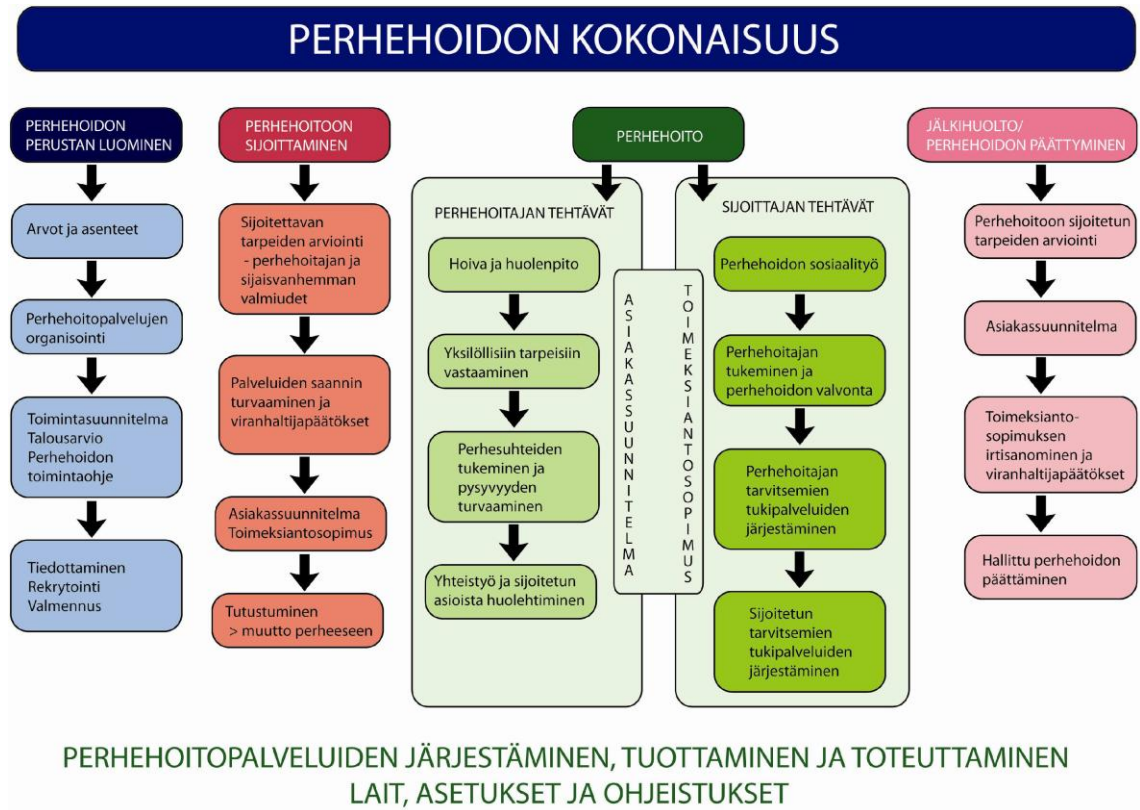 PERHEHOIDON KOKONAISUUS
PERHEHOIDON
PERUSTAN LUOMINEN
Arvot ja asenteet
Perhehoitopalvelujen
organisointi
Toimintasuunnitelma
Talousarvio
Perhehoidon
toimintaohje
Tiedottaminen
Rekrytointi
Valmennus
PERHEHOITOON
SIJOITTAMINEN
Sijoitettavan
tarpeiden arviointi
- perhehoitajan ja
sijaisvanhemman
valmiudet
Palveluiden saannin
turvaaminen ja
viranhaltijapäätökset
Asiakassuunnitelma
Toimeksiantosopimus
Tutustuminen
> muutto perheeseen
PERHEHOITO
PERHEHOITAJAN TEHTÄVÄT
Hoiva ja huolenpito
Yksilöllisiin tarpeisiin
vastaaminen
Perhesuhteiden
tukeminen ja
pysyvyyden
turvaaminen
Yhteistyö ja sijoitetun
asioista huolehtiminen
ASIAKASSUUNNITELMA
TOIMEKSIANTOSOPIMUS
SIJOITTAJAN TEHTÄVÄT
Perhehoidon sosiaalityö
Perhehoitajan
tukeminen ja
perhehoidon valvonta
Perhehoitajan
tarvitsemien
tukipalveluiden
järjestäminen
Sijoitetun
tarvitsemien
tukipalveluiden
järjestäminen
JÄLKIHUOLTO/
PERHEHOIDON PÄÄTTYMINEN
Perhehoitoon sijoitetun
tarpeiden arviointi
Asiakassuunnitelma
Toimeksianto-
sopimuksen
irtisanominen ja
viranhaltijapäätökset
Hallittu perhehoidon
päättäminen
PERHEHOITOPALVELUIDEN JÄRJESTÄMINEN, TUOTTAMINEN JA TOTEUTTAMINEN
LAIT, ASETUKSET JA OHJEISTUKSET